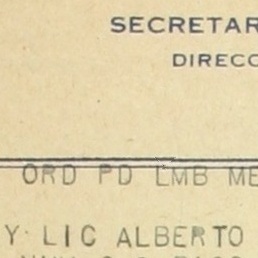 SECRETAR
DIRECC
ORD PD LMB ME
Y LIC ALBERTO